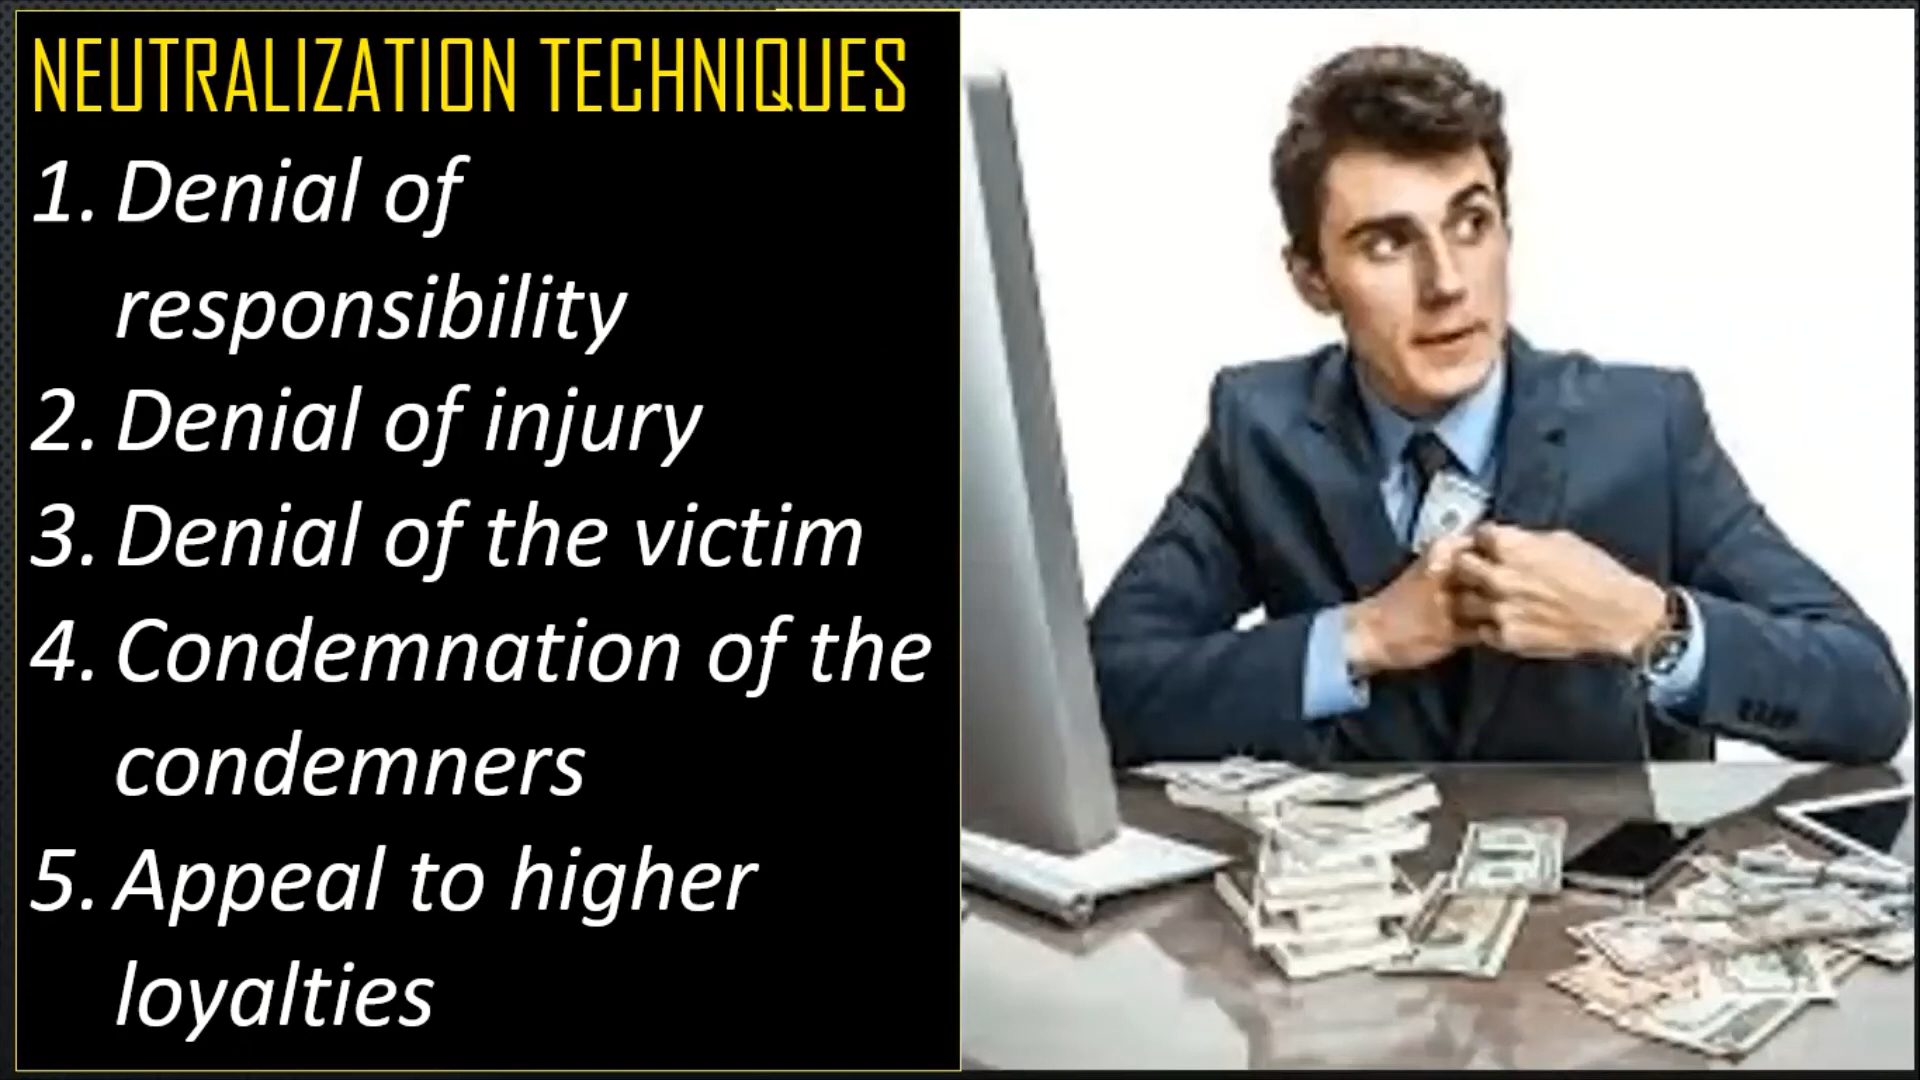 NEUTRALIZATION TECHNIQUES
1. Denial of
responsibility
2. Denial of injury
3. Denial of the victim
4. Condemnation of the
condemners
5. Appeal to higher
loyalties